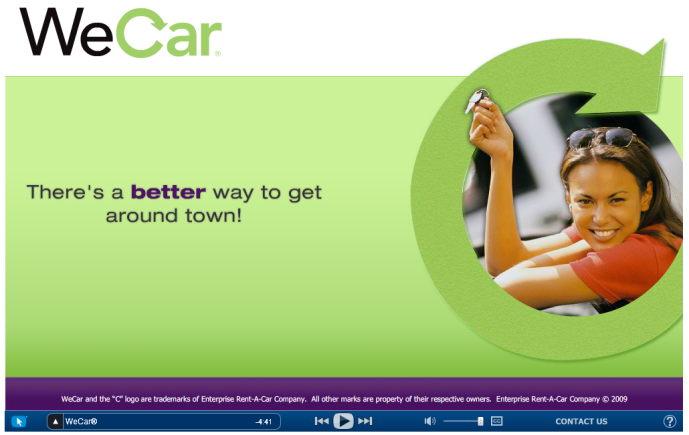 WeCar®
There's a better way to get
around town!
WeCar and the "C" logo are trademarks of Enterprise Rent-A-Car Company.  All other marks are property of their respective owners.  Enterprise Rent-A-Car Company © 2009
WeCar® -4:41 CC CONTACT US ?